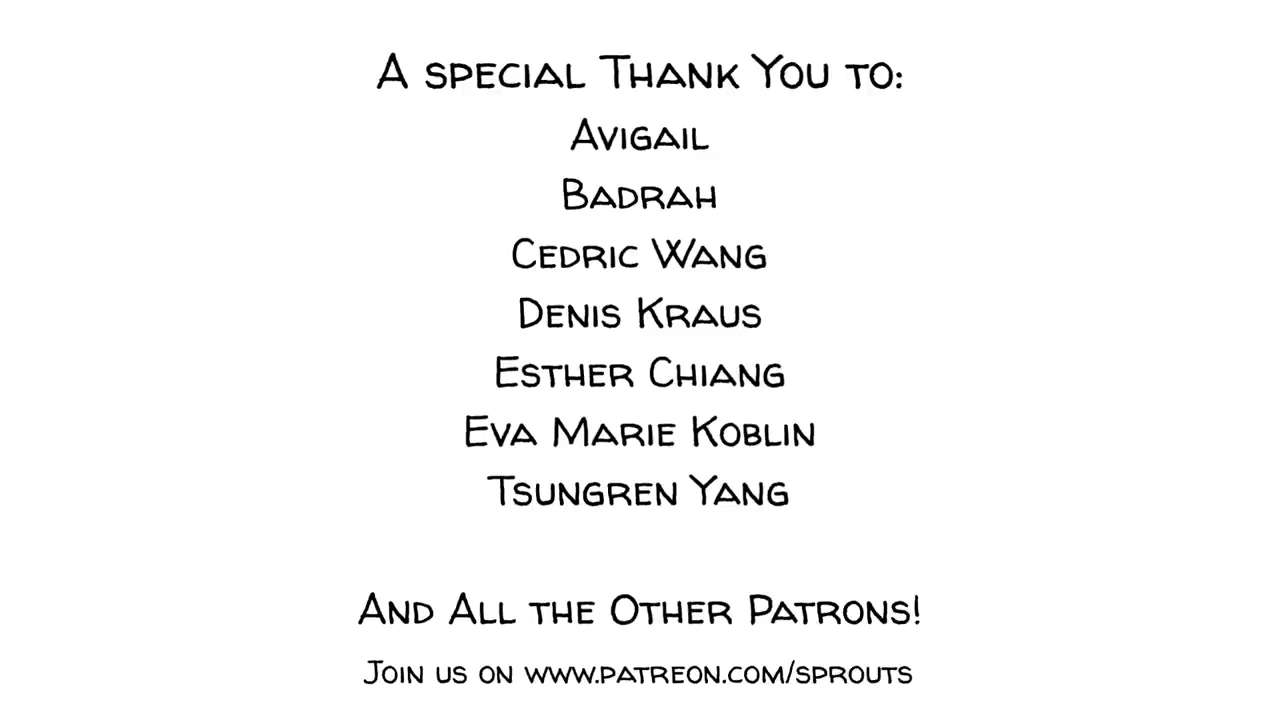 A special Thank You to:
Avigail
Badrah
Cedric Wang
Denis Kraus
Esther Chiang
Eva Marie Koblin
Tsungren Yang
And All the Other Patrons!
Join us on www.patreon.com/sprouts